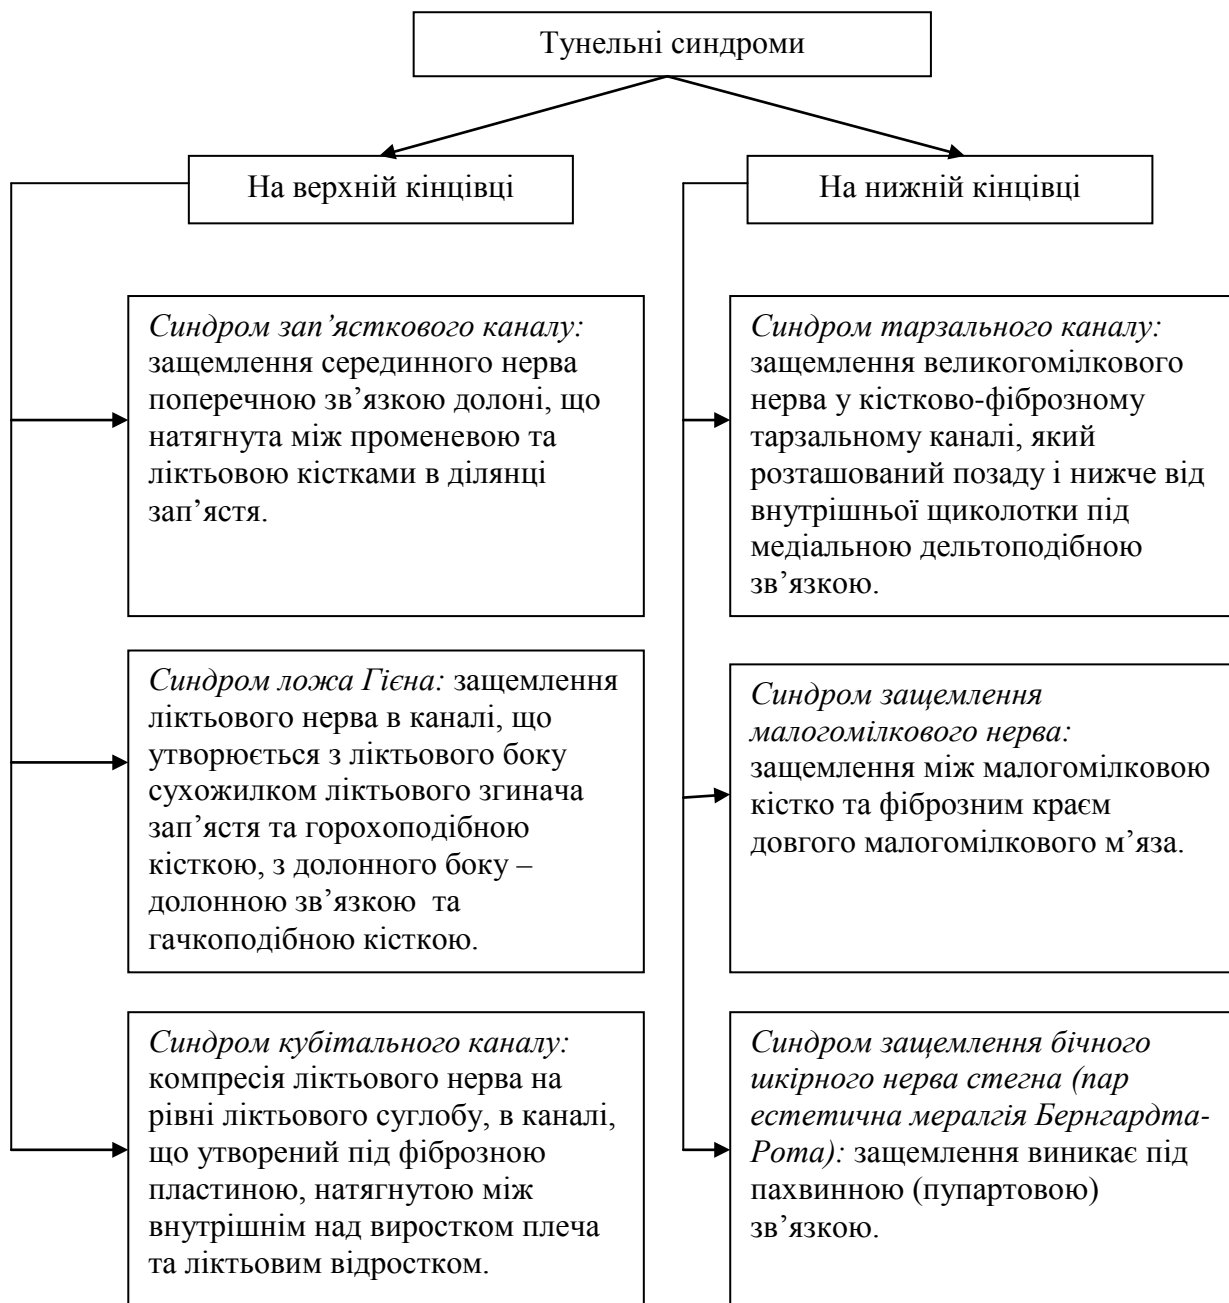 Тунельні синдроми
На верхній кінцівці
На нижній кінцівці
Синдром зап’ясткового каналу:
защемлення серединного нерва
поперечною зв’язкою долоні, що
натягнута між променевою та
ліктьовою кістками в ділянці
зап’ястя.
Синдром ложа Гієна: защемлення
ліктьового нерва в каналі, що
утворюється з ліктьового боку
сухожилком ліктьового згинача
зап’ястя та горохоподібною
кісткою, з долонного боку –
долонною зв’язкою та
гачкоподібною кісткою.
Синдром кубітального каналу:
компресія ліктьового нерва на
рівні ліктьового суглобу, в каналі,
що утворений під фіброзною
пластиною, натягнутою між
внутрішнім над виростком плеча
та ліктьовим відростком.
Синдром тарзального каналу:
защемлення великогомілкового
нерва у кістково-фіброзному
тарзальному каналі, який
розташований позаду і нижче від
внутрішньої щиколотки під
медіальною дельтоподібною
зв’язкою.
Синдром защемлення
малогомілкового нерва:
защемлення між малогомілковою
кістко та фіброзним краєм
довгого малогомілкового м’яза.
Синдром защемлення бічного
шкірного нерва стегна (пар
естетична мералгія Бернгардта-
Рота): защемлення виникає під
пахвинною (пупартовою)
зв’язкою.